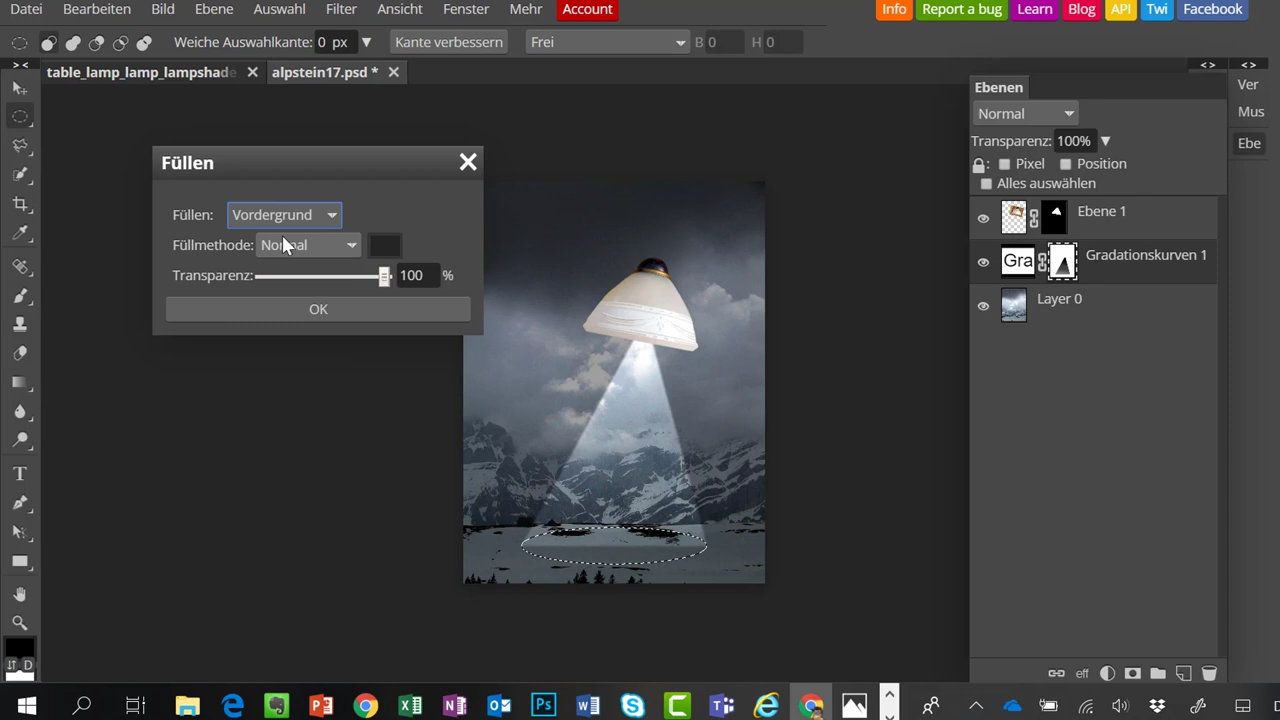 Datei Bearbeiten Bild Ebene Auswahl Filter Ansicht Fenster Mehr Account Info Report a bug Learn Blog API Twi Facebook
Weiche Auswahlkante: 0 px Kante verbessern Frei B 0 H 0
> < < > < >
table_lamp_lamp_lampshade alpstein17.psd *
Ebenen
Ver
Normal
Mus
Transparenz: 100%
Ebe
Pixel Position
Alles auswählen
Ebene 1
Gra Gradationskurven 1
Layer 0
Füllen
Füllen: Vordergrund
Füllmethode: Normal
Transparenz: 100 %
OK
T
D
eff